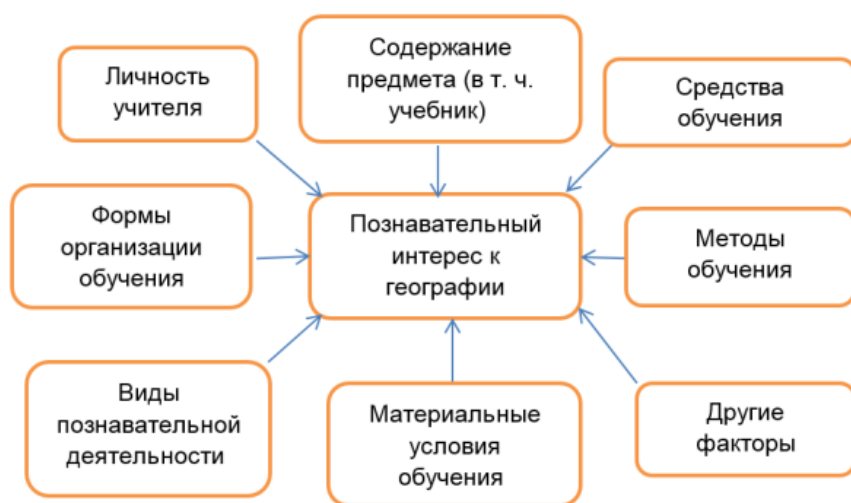 Личность
учителя
Содержание
предмета (в т. ч.
учебник)
Средства
обучения
Формы
организации
обучения
Познавательный
интерес к
географии
Методы
обучения
Виды
познавательной
деятельности
Материальные
условия
обучения
Другие
факторы